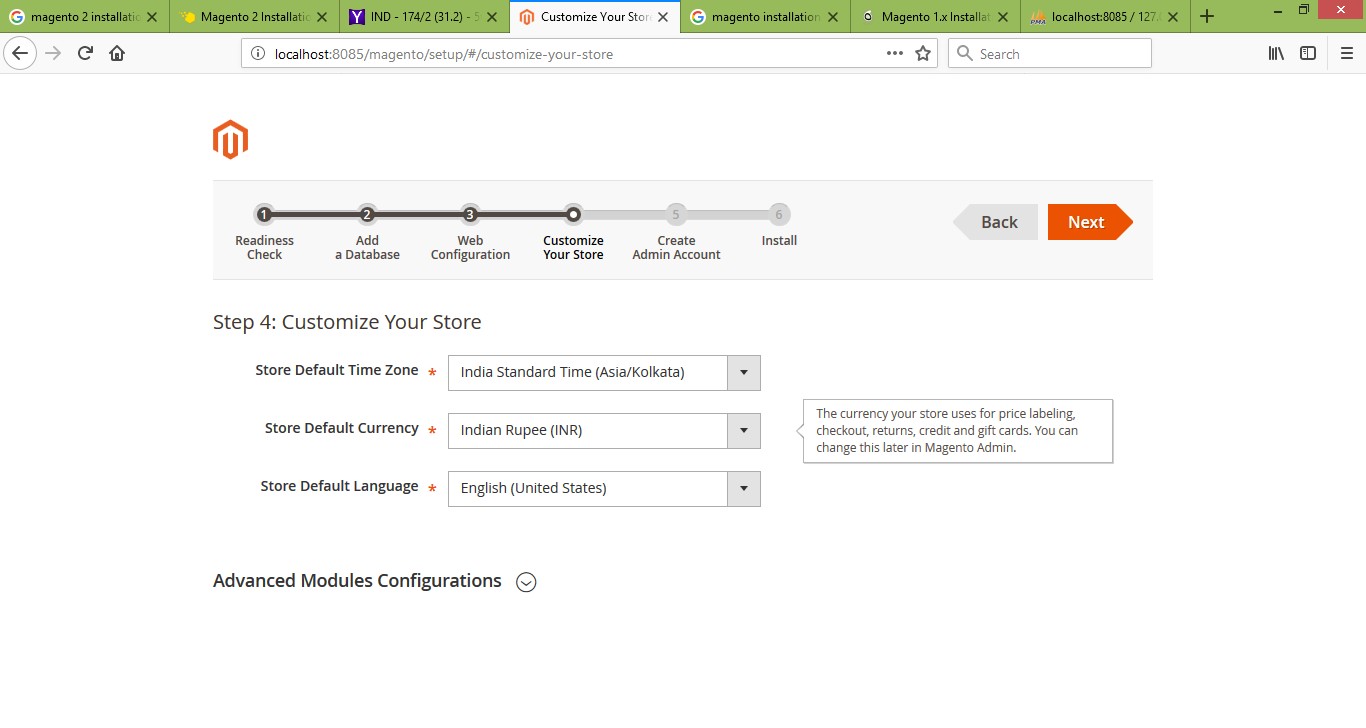 magento 2 installatio
Magento 2 Installatio
IND - 174/2 (31.2) - 5
Customize Your Store
magento installation
Magento 1.x Installat
localhost:8085 / 127.
localhost:8085/magento/setup/#/customize-your-store
Search
1
2
3
5
6
Readiness
Check
Add
a Database
Web
Configuration
Customize
Your Store
Create
Admin Account
Install
Back
Next
Step 4: Customize Your Store
Store Default Time Zone *
India Standard Time (Asia/Kolkata)
Store Default Currency *
Indian Rupee (INR)
The currency your store uses for price labeling,
checkout, returns, credit and gift cards. You can
change this later in Magento Admin.
Store Default Language *
English (United States)
Advanced Modules Configurations